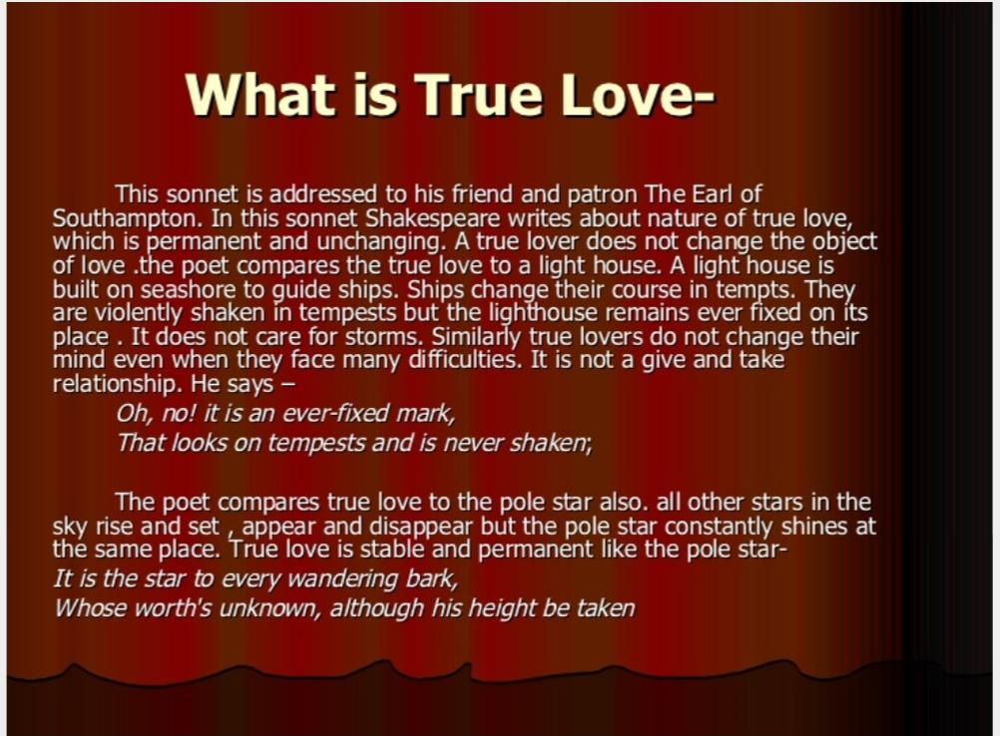 What is True Love-
This sonnet is addressed to his friend and patron The Earl of
Southampton. In this sonnet Shakespeare writes about nature of true love,
which is permanent and unchanging. A true lover does not change the object
of love .the poet compares the true love to a light house. A light house is
built on seashore to guide ships. Ships change their course in tempts. They
are violently shaken in tempests but the lighthouse remains ever fixed on its
place . It does not care for storms. Similarly true lovers do not change their
mind even when they face many difficulties. It is not a give and take
relationship. He says –
Oh, no! it is an ever-fixed mark,
That looks on tempests and is never shaken;
The poet compares true love to the pole star also. all other stars in the
sky rise and set , appear and disappear but the pole star constantly shines at
the same place. True love is stable and permanent like the pole star-
It is the star to every wandering bark,
Whose worth's unknown, although his height be taken